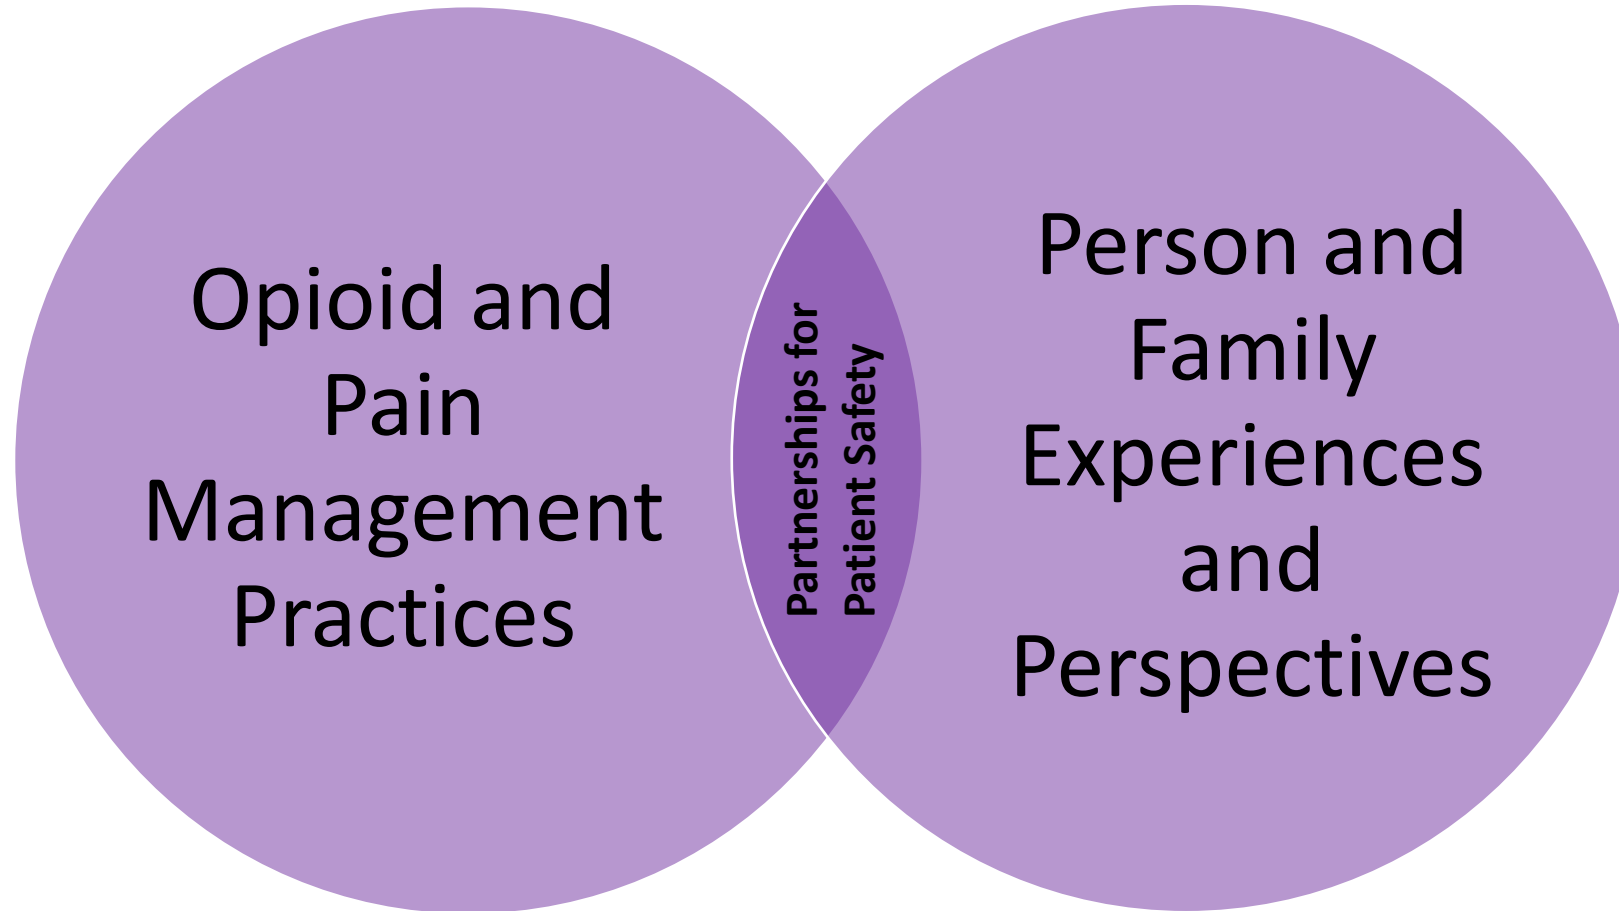 Opioid and
Pain
Management
Practices
Partnerships for
Patient Safety
Person and
Family
Experiences
and
Perspectives